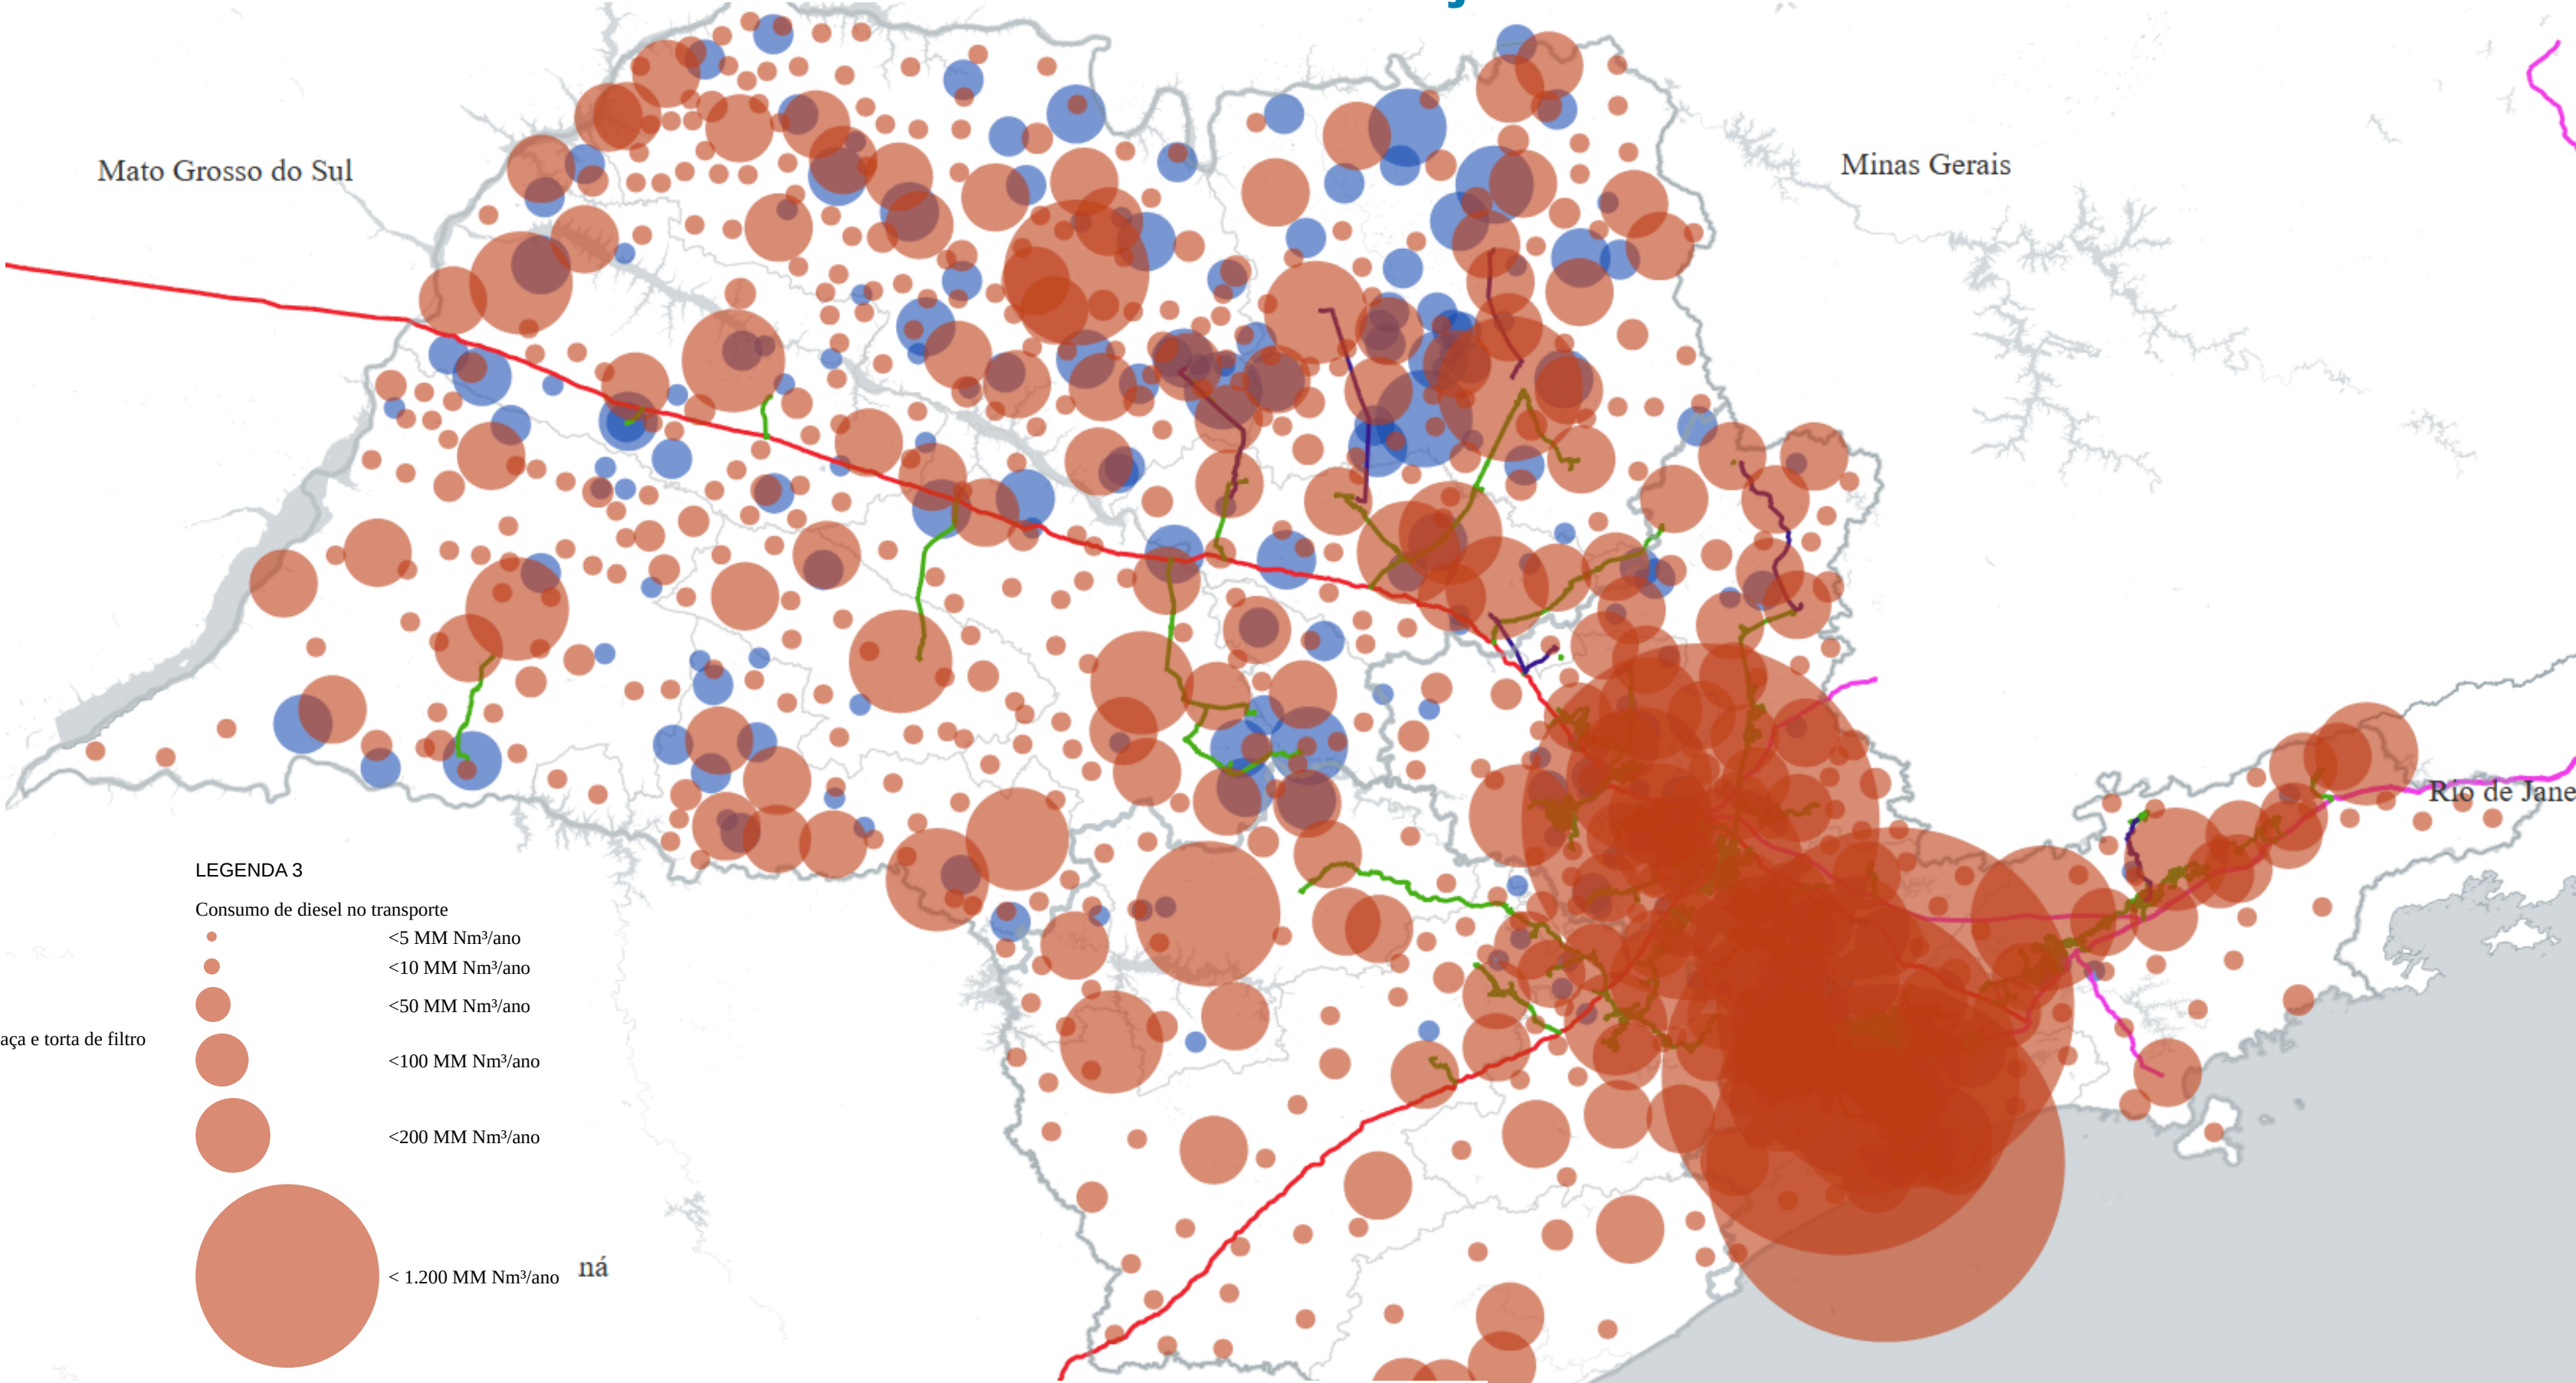 Mato Grosso do Sul
Minas Gerais
Rio de Jane
LEGENDA 3
Consumo de diesel no transporte
<5 MM Nm³/ano
<10 MM Nm³/ano
<50 MM Nm³/ano
aça e torta de filtro
<100 MM Nm³/ano
<200 MM Nm³/ano
< 1.200 MM Nm³/ano
ná